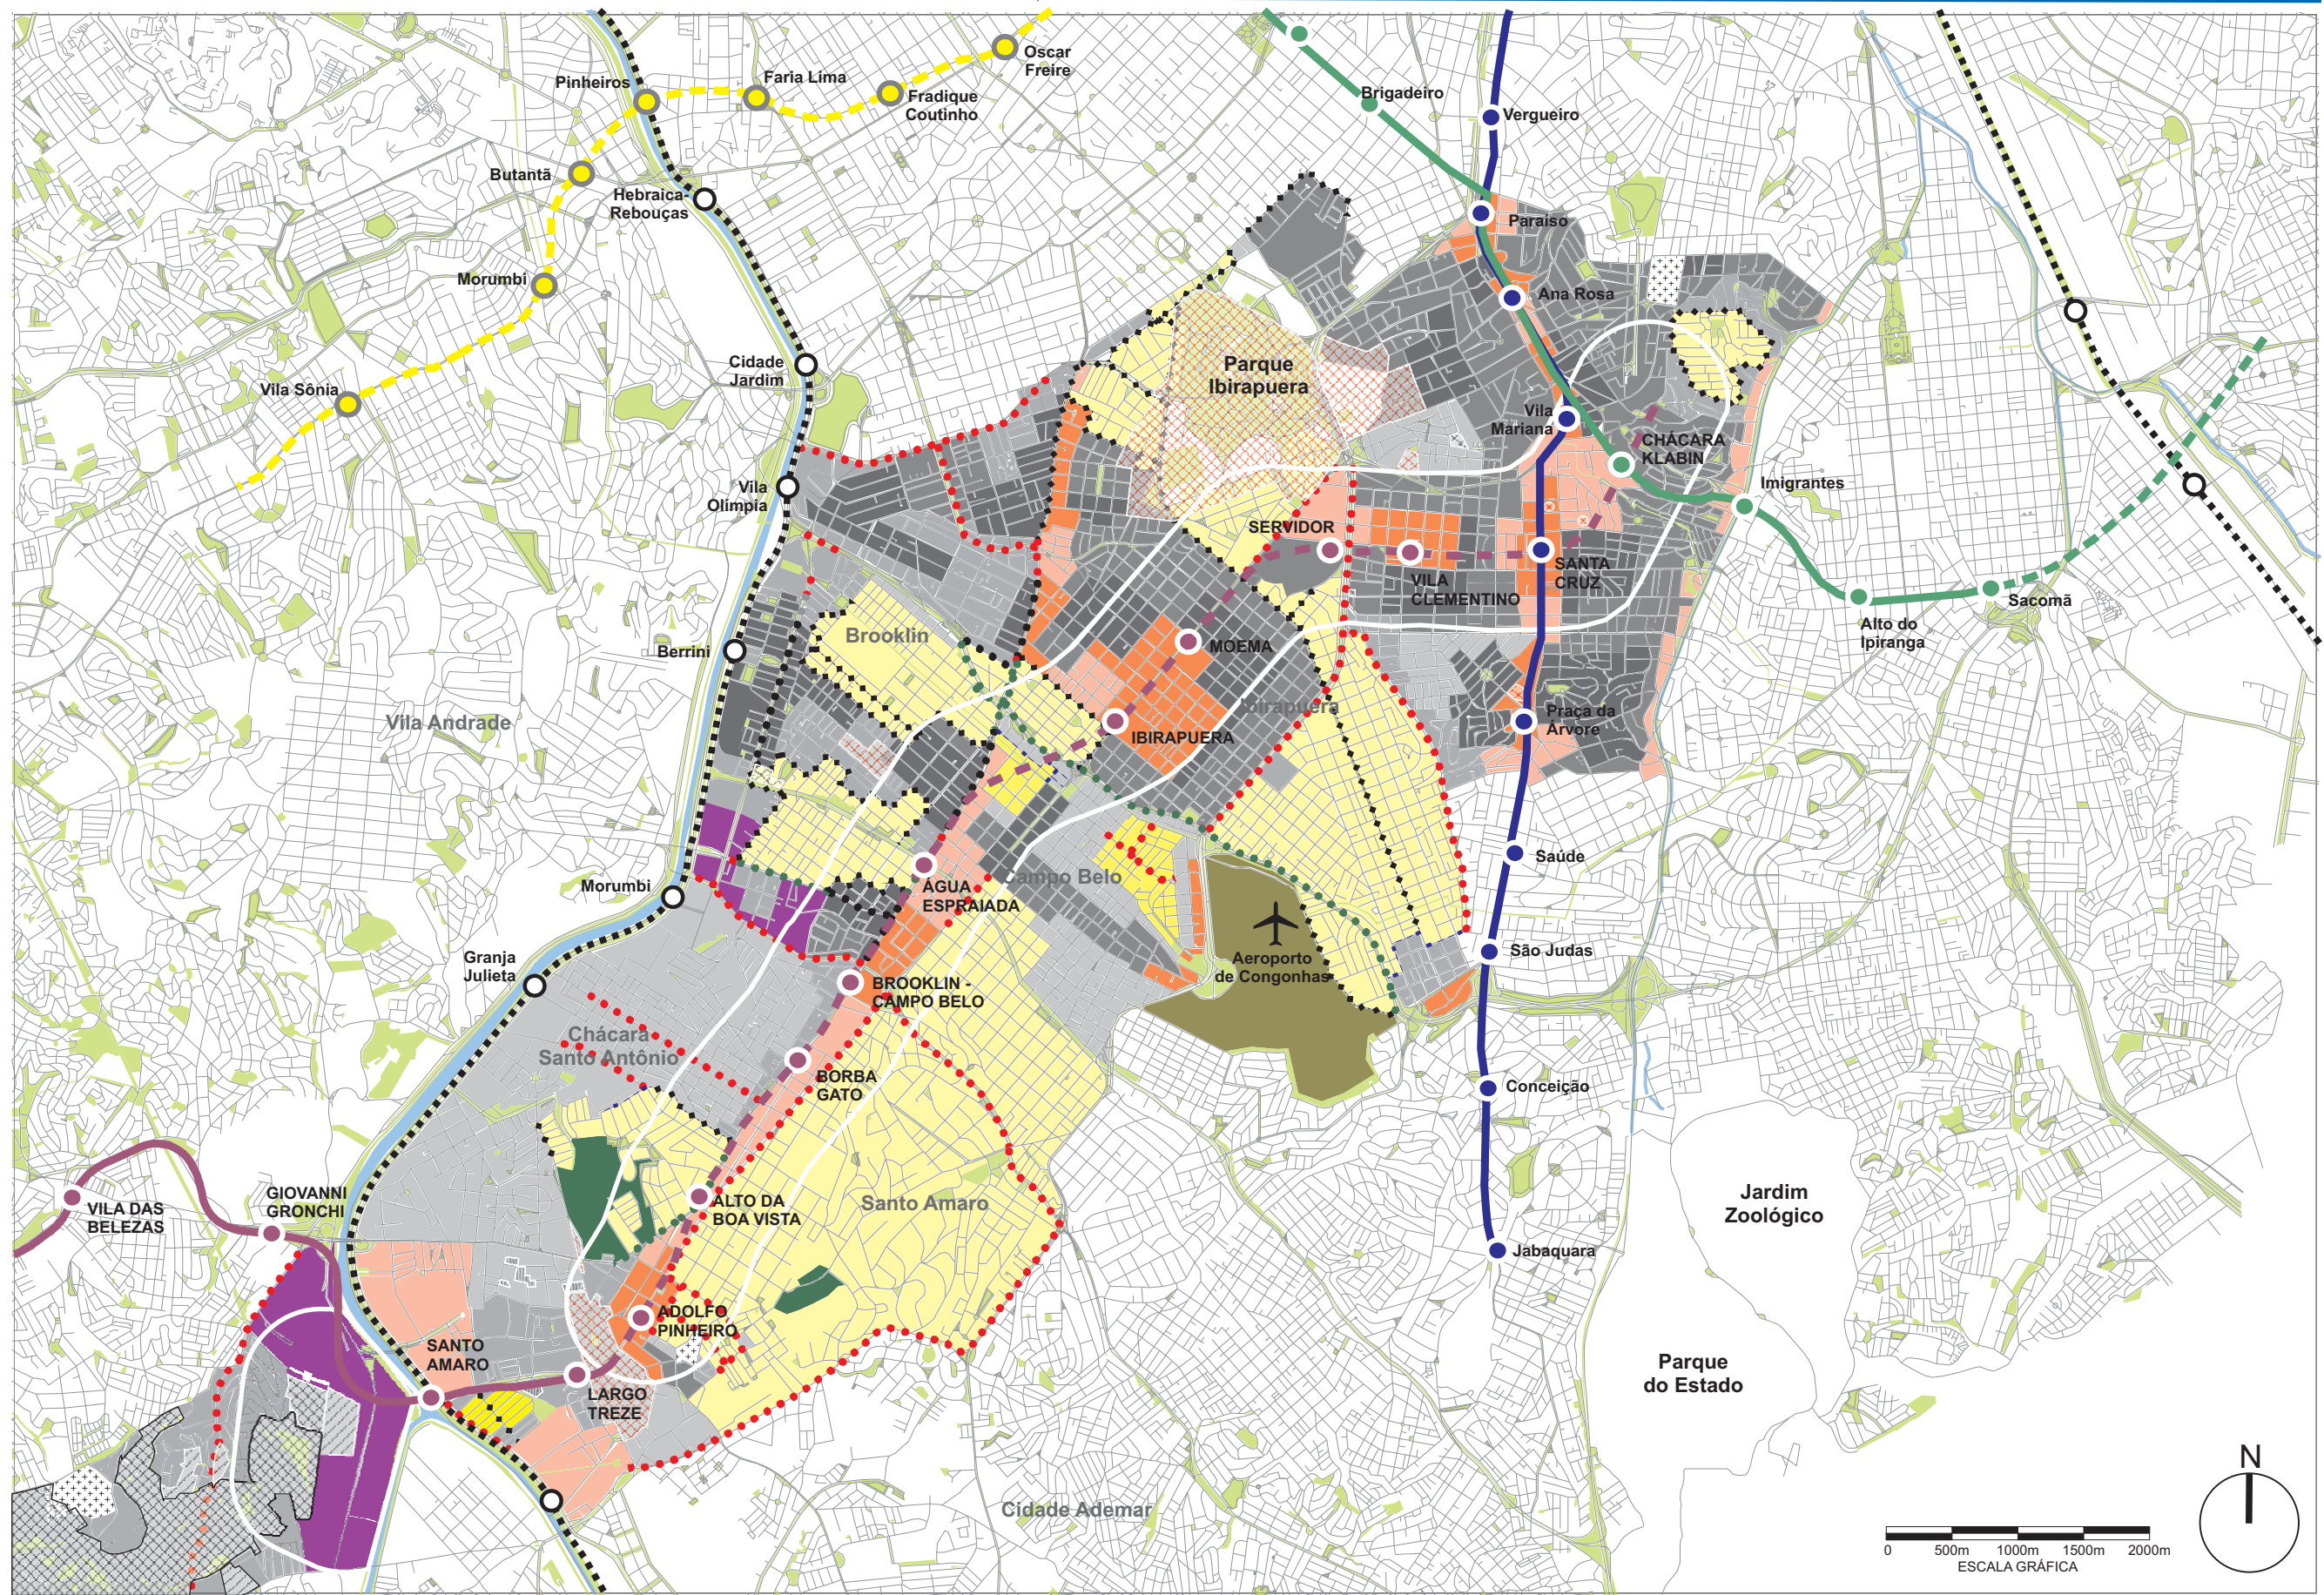 Oscar
Freire
Faria Lima
Pinheiros
Fradique
Coutinho
Brigadeiro
Vergueiro
Butantã
Hebraica-
Rebouças
Paraíso
Morumbi
Ana Rosa
Cidade
Jardim
Parque
Ibirapuera
Vila Sônia
Vila
Mariana
CHÁCARA
KLABIN
Vila
Olímpia
Imigrantes
SERVIDOR
SANTA
CRUZ
VILA
CLEMENTINO
Sacomã
Alto do
Ipiranga
Brooklin
Berrini
MOEMA
Ibirapuera
Vila Andrade
Praça da
Árvore
IBIRAPUERA
Saúde
Campo Belo
Morumbi
ÁGUA
ESPRAIADA
São Judas
Granja
Julieta
Aeroporto
de Congonhas
BROOKLIN -
CAMPO BELO
Chácara
Santo Antônio
BORBA
GATO
Conceição
GIOVANNI
GRONCHI
VILA DAS
BELEZAS
ALTO DA
BOA VISTA
Santo Amaro
Jardim
Zoológico
Jabaquara
ADOLFO
PINHEIRO
SANTO
AMARO
Parque
do Estado
LARGO
TREZE
Cidade Ademar
N
0 500m 1000m 1500m 2000m
ESCALA GRÁFICA